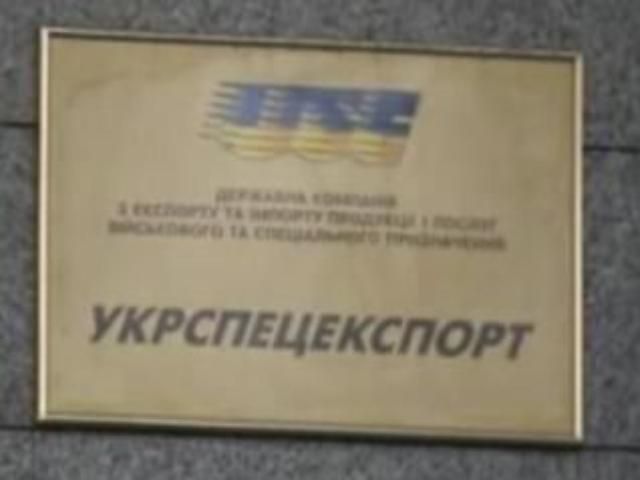 ДЕРЖАВНА КОМПАНІЯ
З ЕКСПОРТУ ТА ІМПОРТУ ПРОДУКЦІЇ І ПОСЛУГ
ВІЙСЬКОВОГО ТА СПЕЦІАЛЬНОГО ПРИЗНАЧЕННЯ
УКРСПЕЦЕКСПОРТ